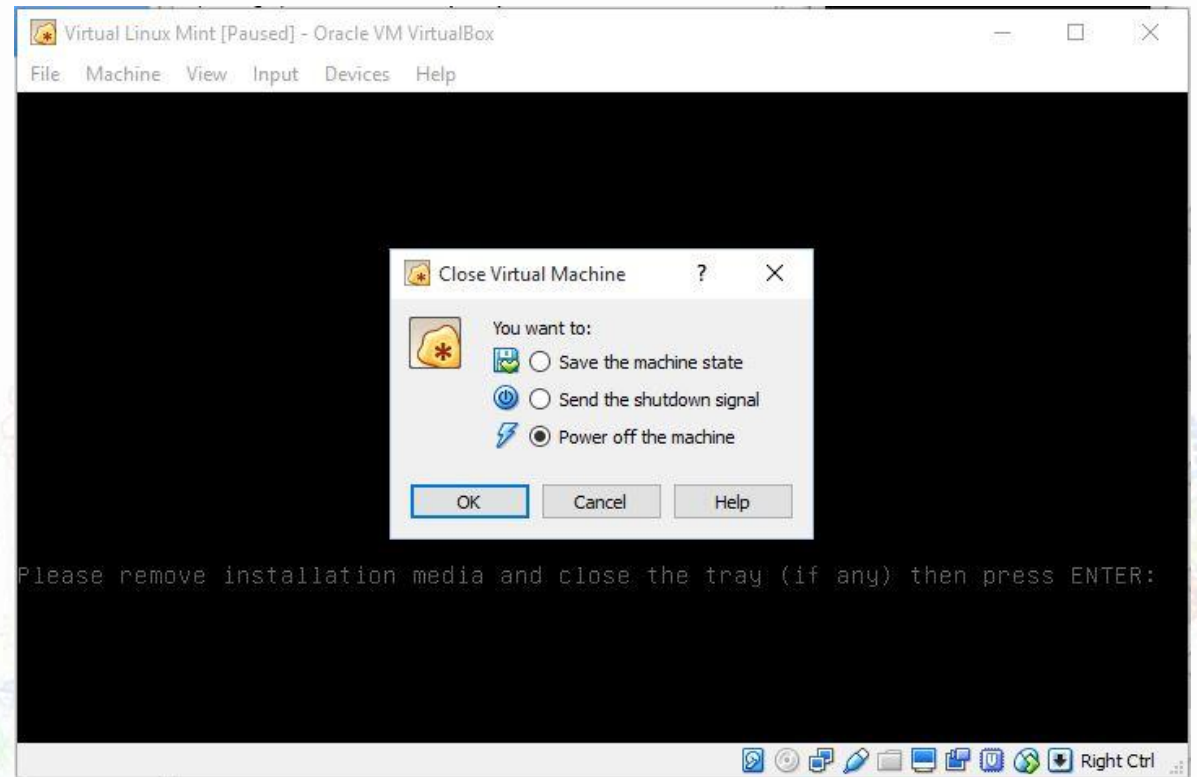 Virtual Linux Mint [Paused] - Oracle VM VirtualBox
File Machine View Input Devices Help
Close Virtual Machine ?
You want to:
Save the machine state
Send the shutdown signal
Power off the machine
OK Cancel Help
Please remove installation media and close the tray (if any) then press ENTER:
Right Ctrl